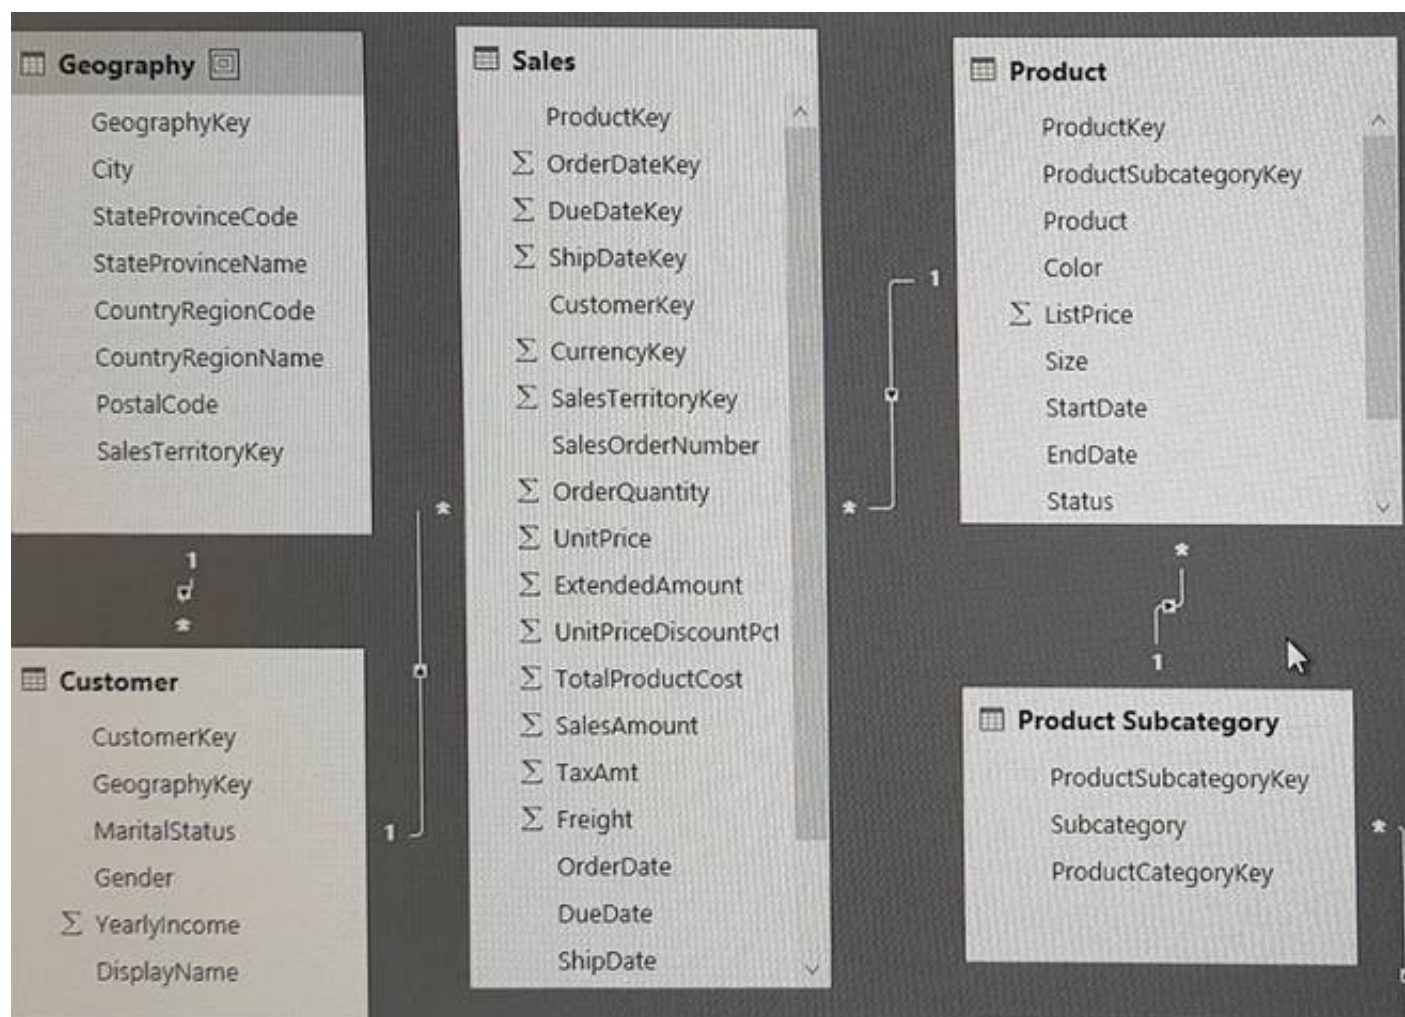 Geography
GeographyKey
City
StateProvinceCode
StateProvinceName
CountryRegionCode
CountryRegionName
PostalCode
SalesTerritoryKey
1
*
Customer
CustomerKey
GeographyKey
MaritalStatus
Gender
Σ YearlyIncome
DisplayName
*
1
Sales
ProductKey
Σ OrderDateKey
Σ DueDateKey
Σ ShipDateKey
CustomerKey
Σ CurrencyKey
Σ SalesTerritoryKey
SalesOrderNumber
Σ OrderQuantity
Σ UnitPrice
Σ ExtendedAmount
Σ UnitPriceDiscountPct
Σ TotalProductCost
Σ SalesAmount
Σ TaxAmt
Σ Freight
OrderDate
DueDate
ShipDate
1
*
Product
ProductKey
ProductSubcategoryKey
Product
Color
Σ ListPrice
Size
StartDate
EndDate
Status
*
1
Product Subcategory
ProductSubcategoryKey
Subcategory
ProductCategoryKey
*